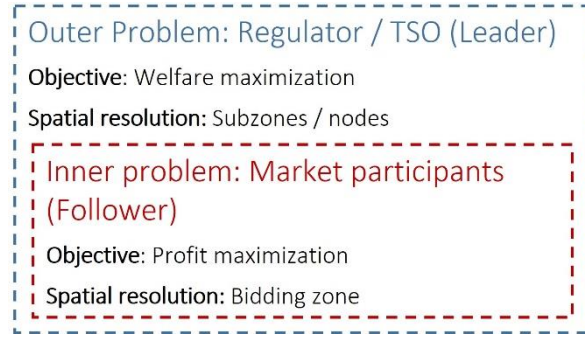 Outer Problem: Regulator / TSO (Leader)
Objective: Welfare maximization
Spatial resolution: Subzones / nodes
Inner problem: Market participants
(Follower)
Objective: Profit maximization
Spatial resolution: Bidding zone